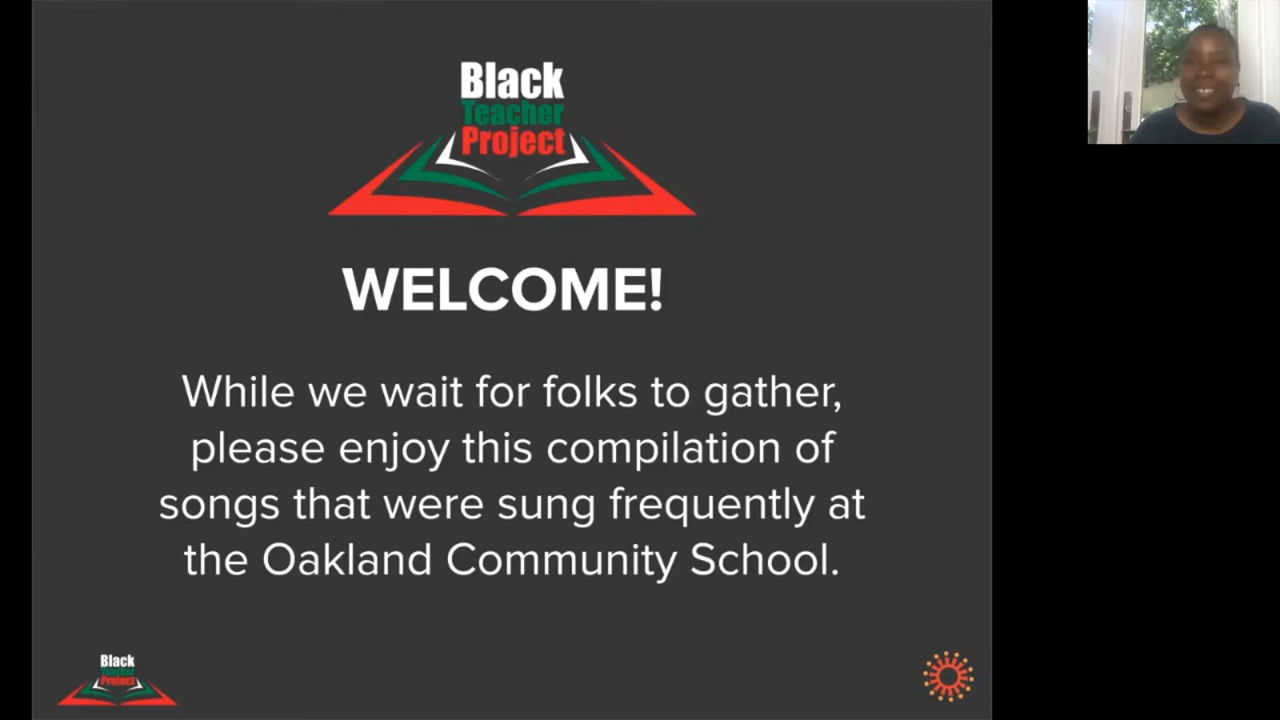 Black
Teacher
Project
WELCOME!
While we wait for folks to gather,
please enjoy this compilation of
songs that were sung frequently at
the Oakland Community School.
Black
Teacher
Project